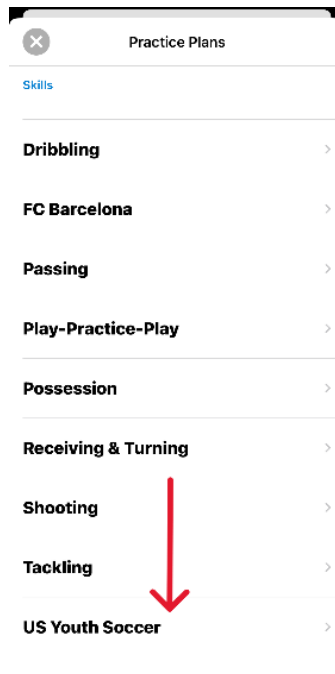 Practice Plans
Skills
Dribbling
FC Barcelona
Passing
Play-Practice-Play
Possession
Receiving & Turning
Shooting
Tackling
US Youth Soccer